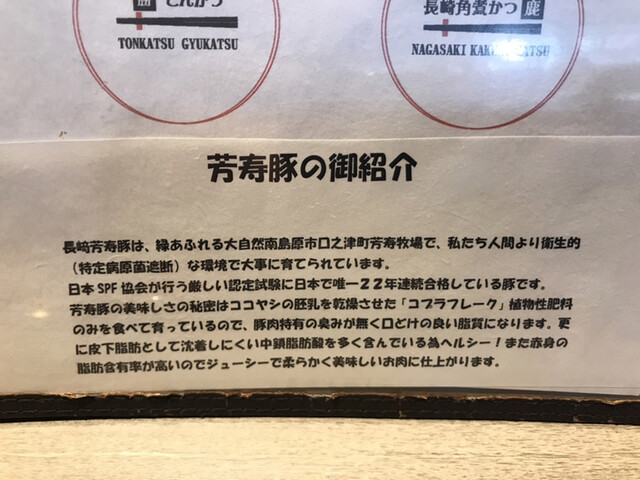 とんかつ
TONKATSU GYUKATSU
長崎角煮かつ 鹿
NAGASAKI
芳寿豚の御紹介
長崎芳寿豚は、緑あふれる大自然南島原市口之津町芳寿牧場で、私たち人間より衛生的
(特定病原菌遮断)な環境で大事に育てられています。
日本SPF協会が行う厳しい認定試験に日本で唯一22年連続合格している豚です。
芳寿豚の美味しさの秘密はココヤシの胚乳を乾燥させた「コプラフレーク」植物性肥料
のみを食べて育っているので、豚肉特有の臭みが無く口どけの良い脂質になります。更
に皮下脂肪として沈着しにくい中鎖脂肪酸を多く含んでいる為ヘルシー!また赤身の
脂肪含有率が高いのでジューシーで柔らかく美味しいお肉に仕上がります。